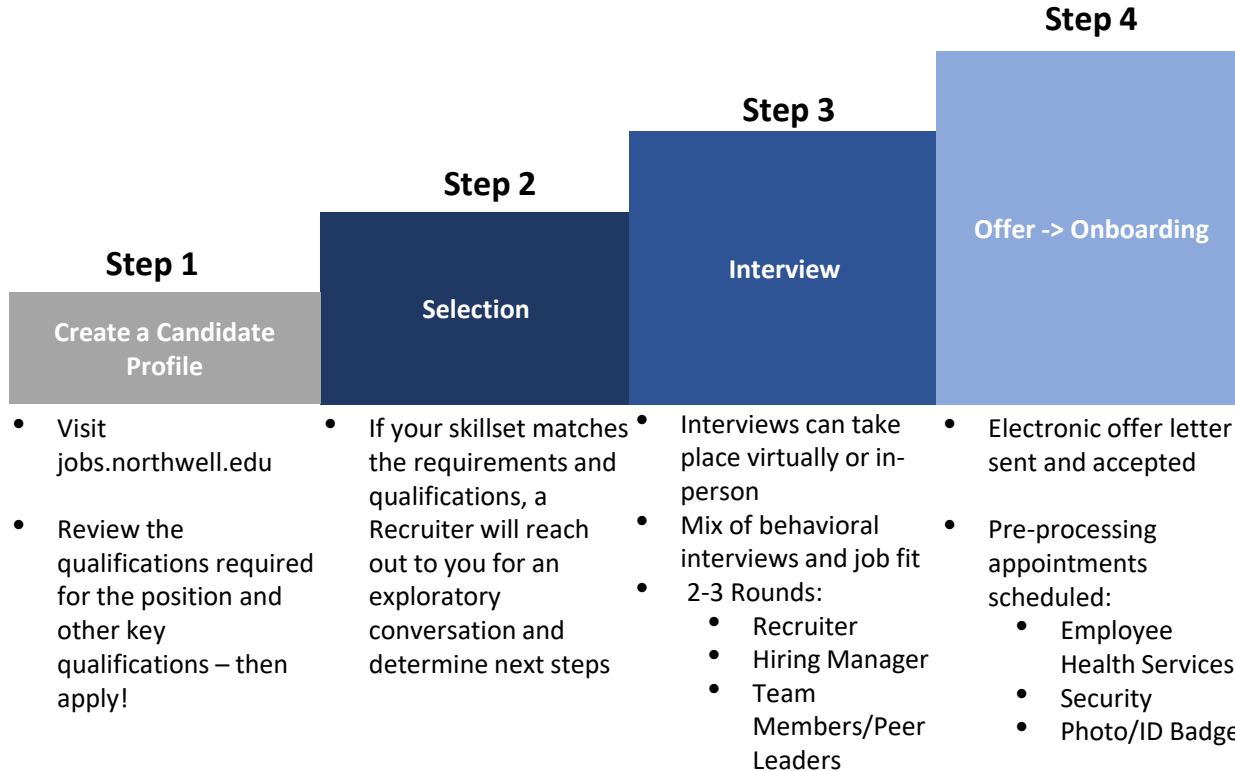 Step 1
Create a Candidate
Profile
• Visit
jobs.northwell.edu
• Review the
qualifications required
for the position and
other key
qualifications – then
apply!
Step 2
Selection
• If your skillset matches
the requirements and
qualifications, a
Recruiter will reach
out to you for an
exploratory
conversation and
determine next steps
Step 3
Interview
• Interviews can take
place virtually or in-
person
• Mix of behavioral
interviews and job fit
• 2-3 Rounds:
• Recruiter
• Hiring Manager
• Team
Members/Peer
Leaders
Step 4
Offer -> Onboarding
• Electronic offer letter
sent and accepted
• Pre-processing
appointments
scheduled:
• Employee
Health Services
• Security
• Photo/ID Badge